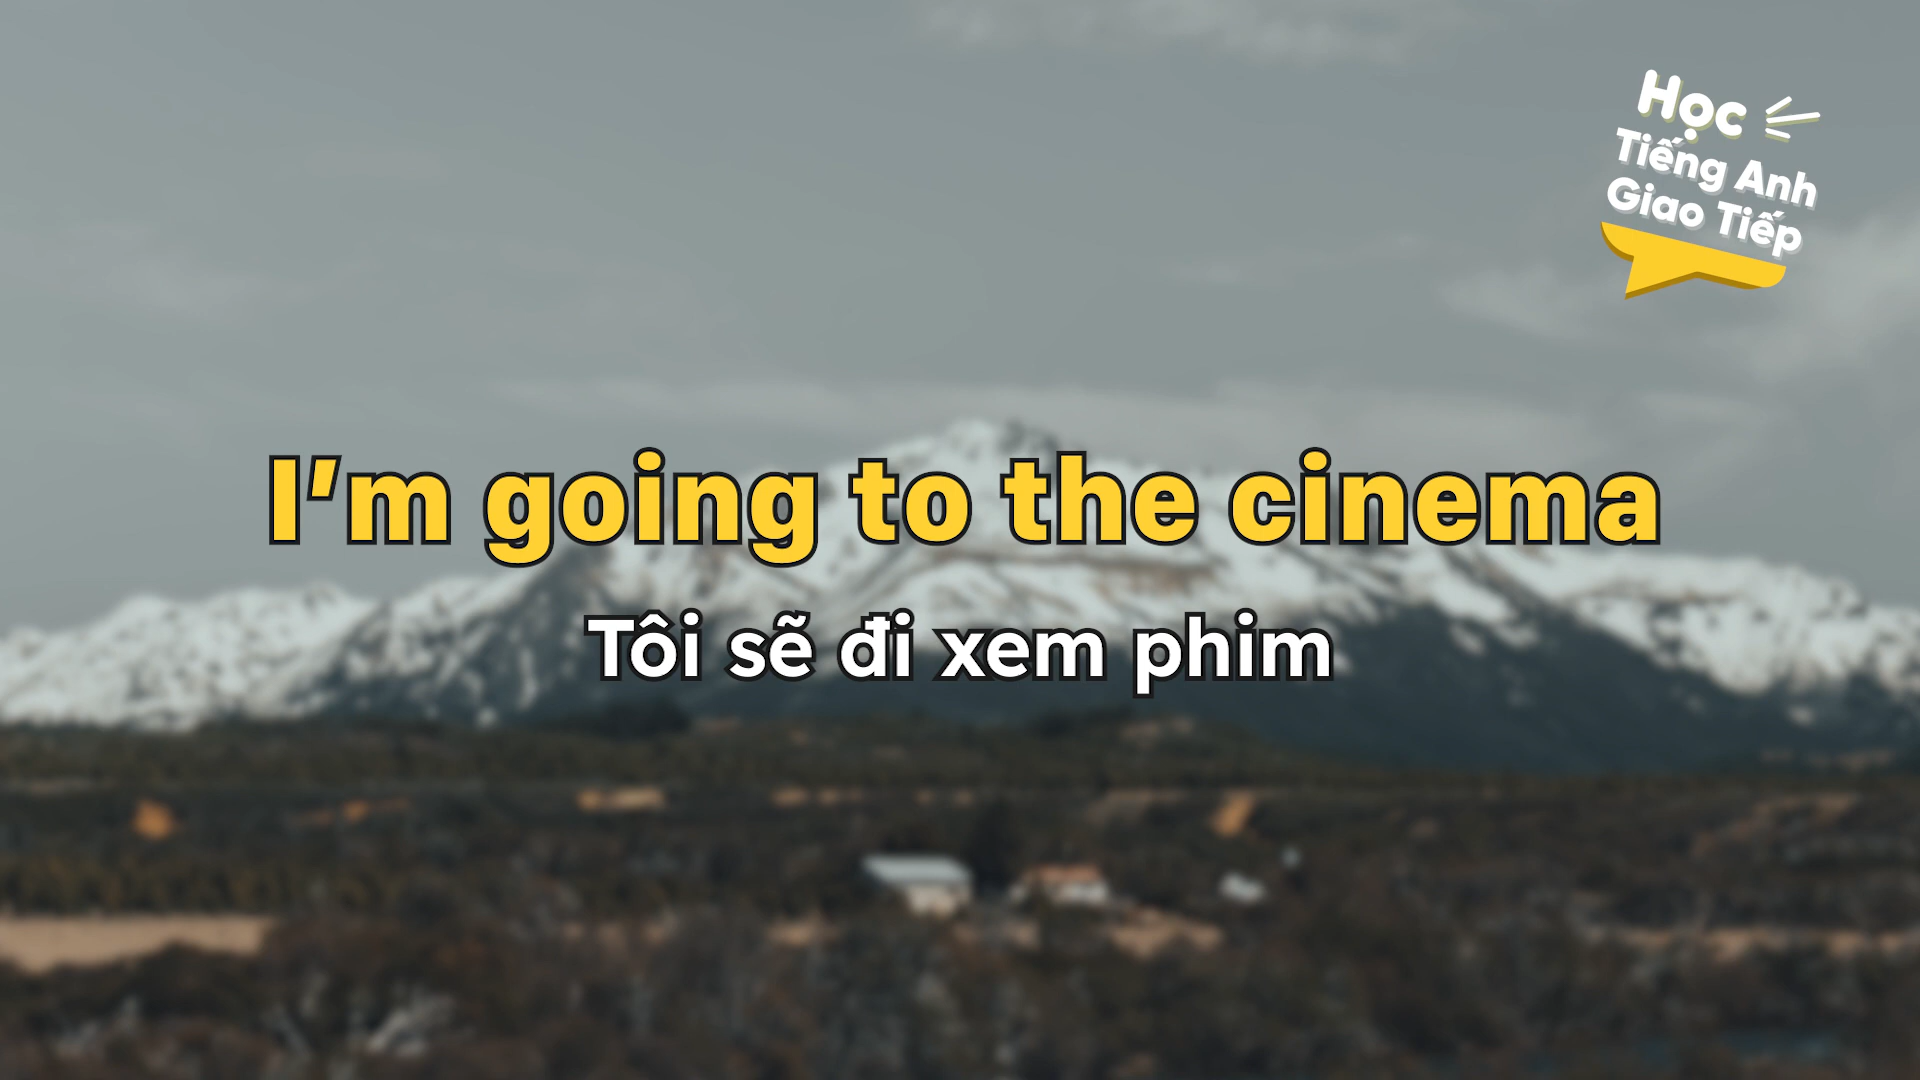 Học
Tiếng Anh
Giao Tiếp
I’m going to the cinema
Tôi sẽ đi xem phim